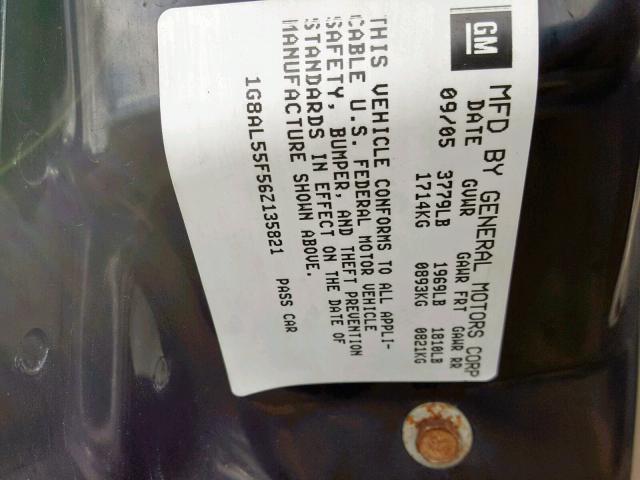 GM
MFD BY GENERAL MOTORS CORP
DATE GVWR GAWR FRT GAWR RR
09/05 3779LB 1969LB 1810LB
1714KG 0893KG 0821KG
THIS VEHICLE CONFORMS TO ALL APPLI-
CABLE U.S. FEDERAL MOTOR VEHICLE
SAFETY, BUMPER, AND THEFT PREVENTION
STANDARDS IN EFFECT ON THE DATE OF
MANUFACTURE SHOWN ABOVE.
1G8AL55F56Z135821 PASS CAR